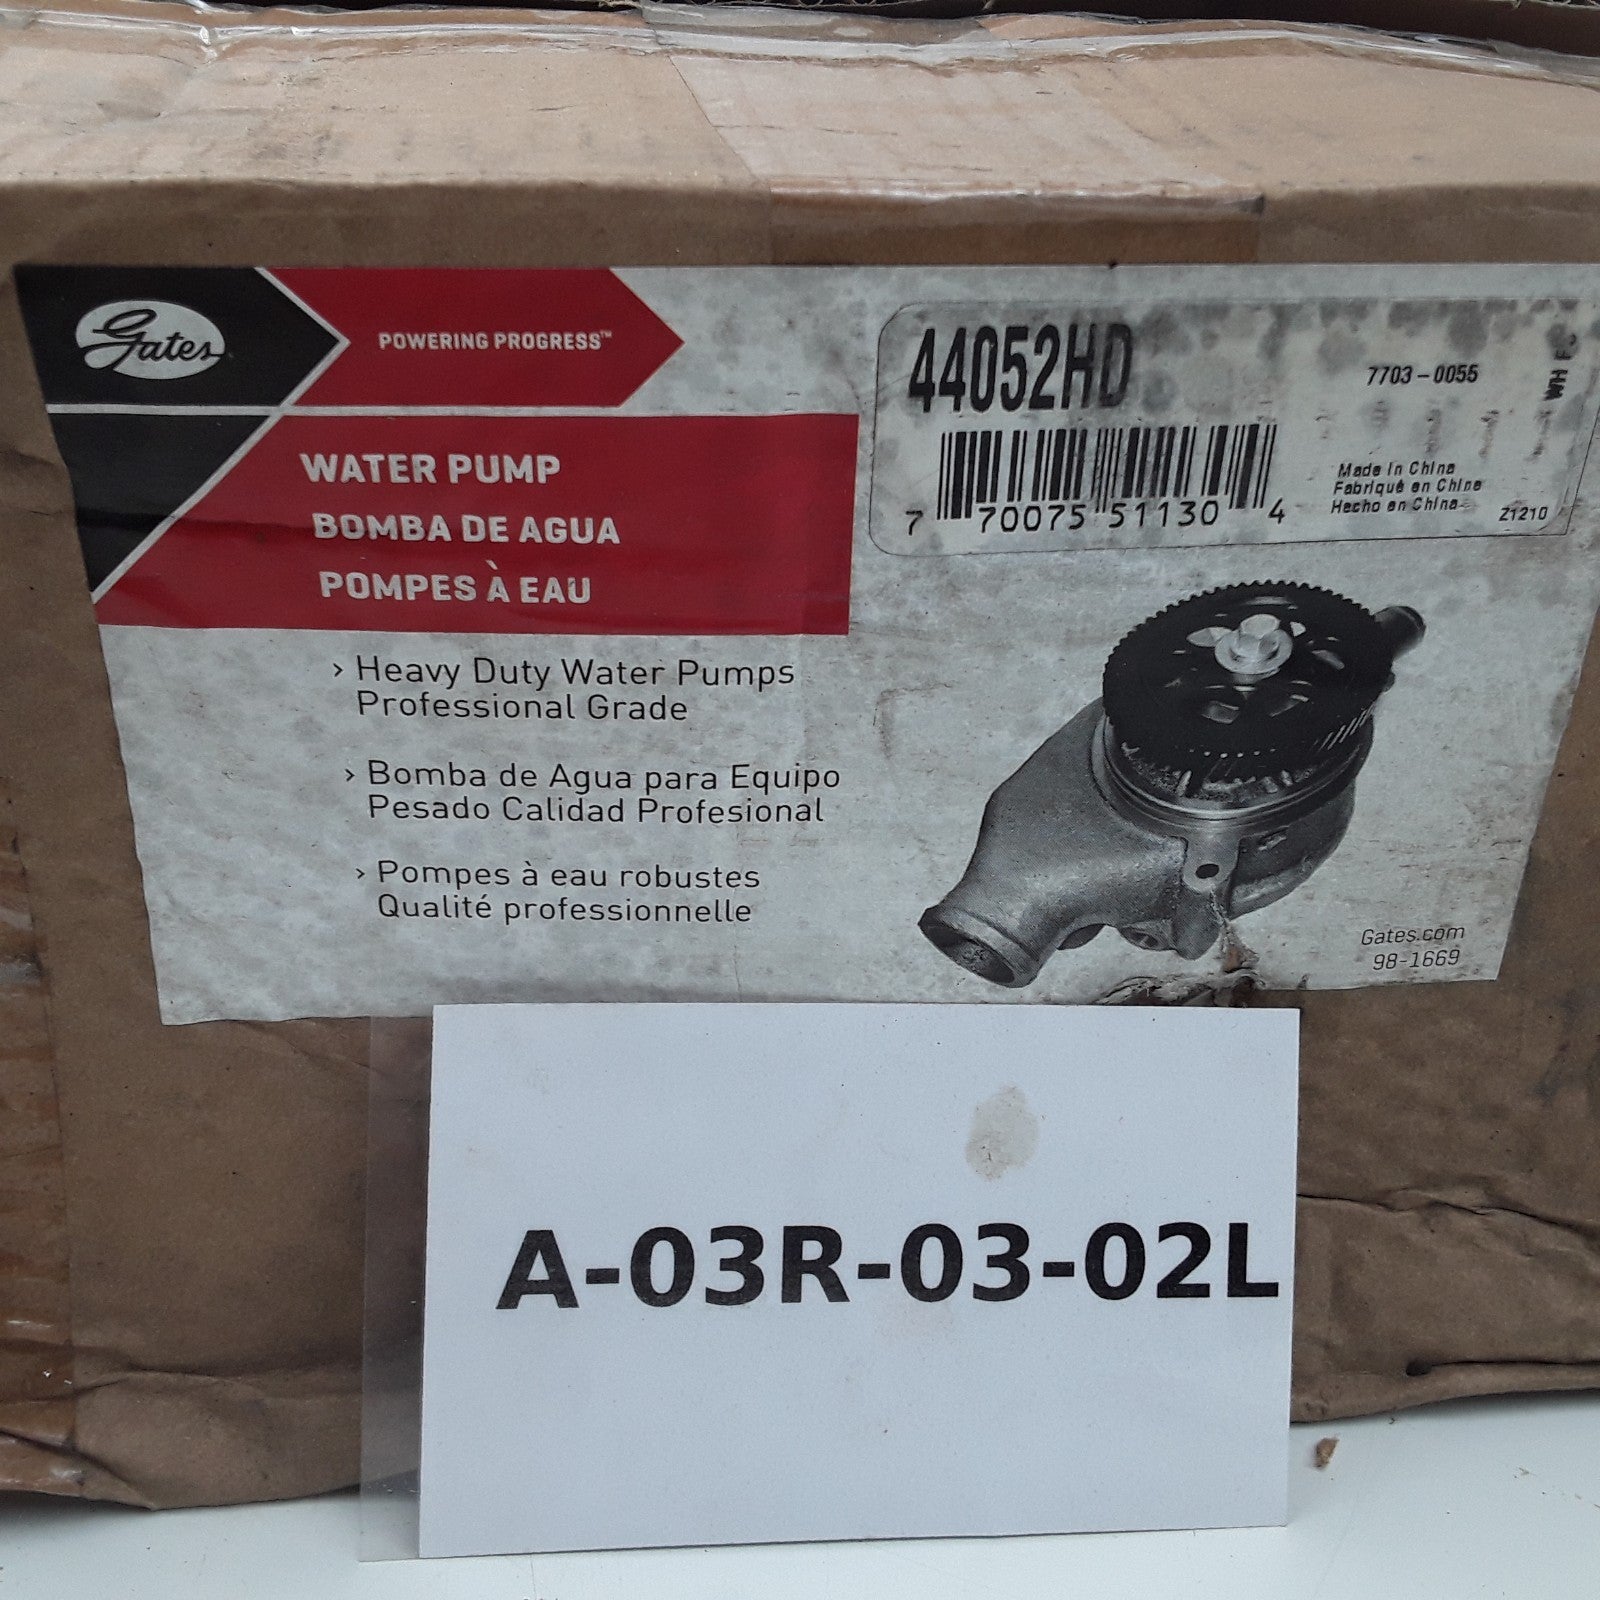 Gates
POWERING PROGRESS™
WATER PUMP
BOMBA DE AGUA
POMPES À EAU
› Heavy Duty Water Pumps
Professional Grade
› Bomba de Agua para Equipo
Pesado Calidad Profesional
› Pompes à eau robustes
Qualité professionnelle
44052HD
7703-0055
WH
7 70075 51130 4
Made in China
Fabriqué en Chine
Hecho en China
Z1210
Gates.com
98-1669
A-03R-03-02L